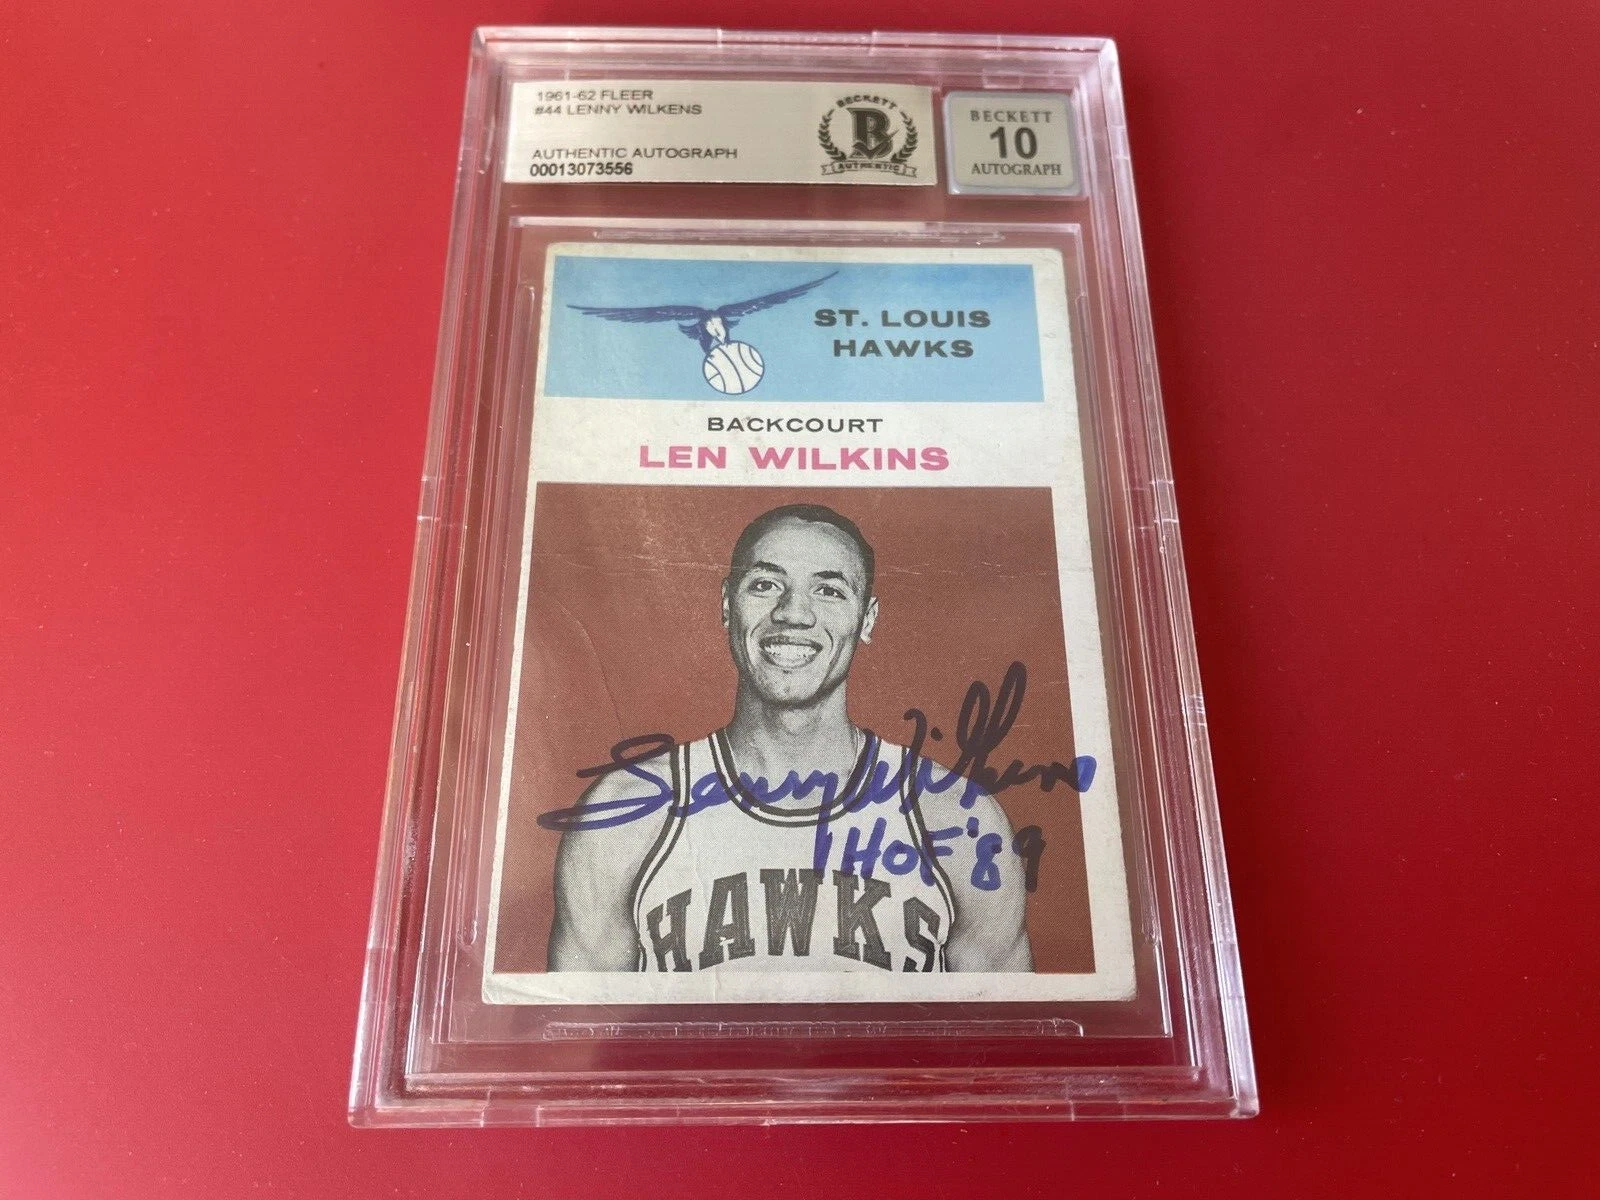 1961-62 FLEER
#44 LENNY WILKENS
AUTHENTIC AUTOGRAPH
00013073556
BECKETT
B
AUTHENTIC
BECKETT
10
AUTOGRAPH
ST. LOUIS
HAWKS
BACKCOURT
LEN WILKINS
Lenny Wilkens
HOF '89
HAWKS